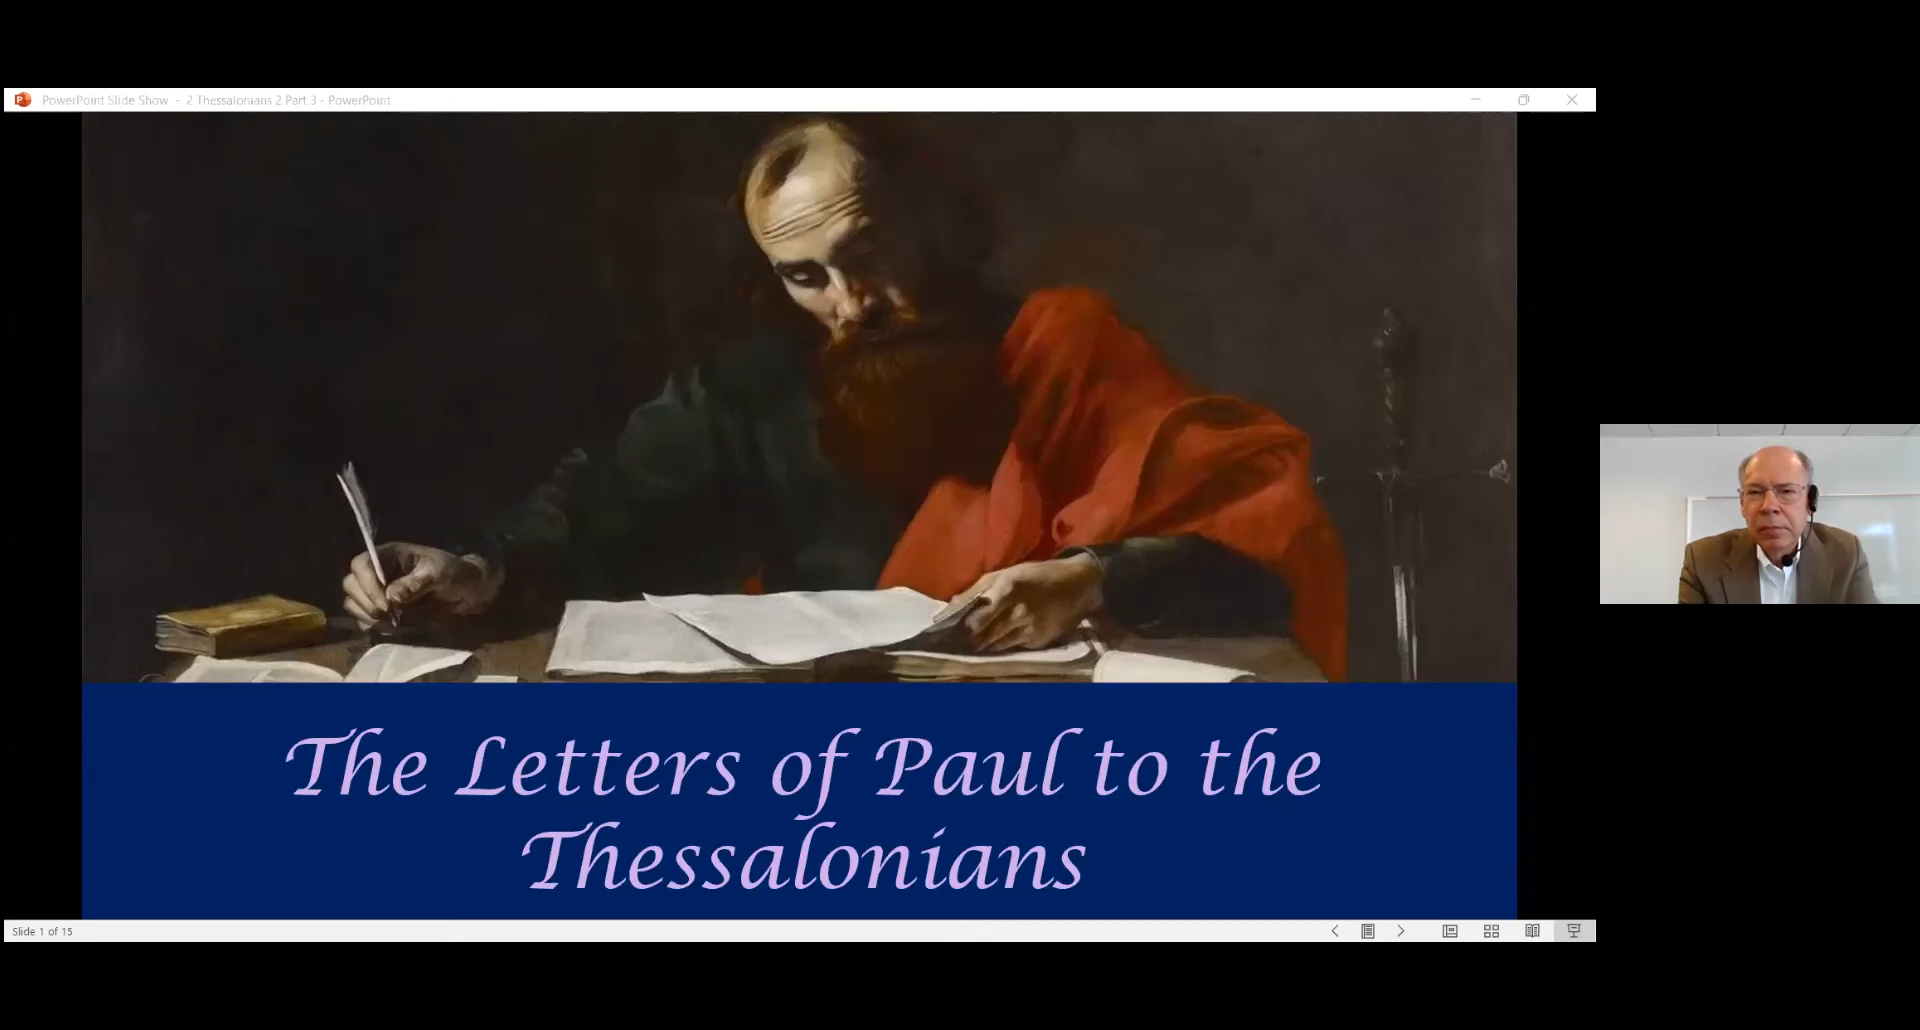 PowerPoint Slide Show - 2 Thessalonians 2 Part 3 - PowerPoint
The Letters of Paul to the
Thessalonians
Slide 1 of 15